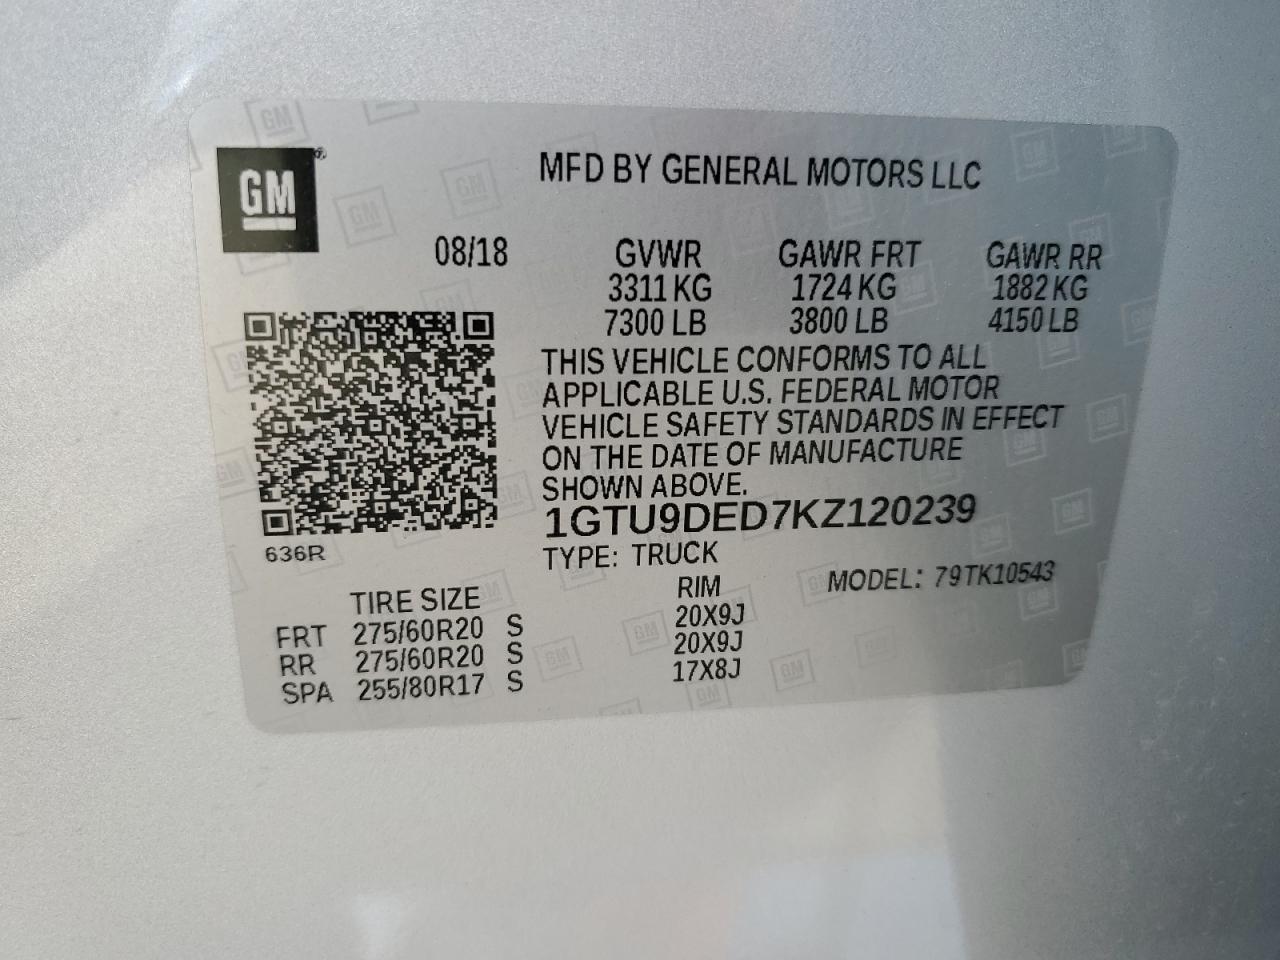 GM®
MFD BY GENERAL MOTORS LLC
08/18
GVWR GAWR FRT GAWR RR
3311 KG 1724 KG 1882 KG
7300 LB 3800 LB 4150 LB
THIS VEHICLE CONFORMS TO ALL
APPLICABLE U.S. FEDERAL MOTOR
VEHICLE SAFETY STANDARDS IN EFFECT
ON THE DATE OF MANUFACTURE
SHOWN ABOVE.
1GTU9DED7KZ120239
636R
TYPE: TRUCK
MODEL: 79TK10543
TIRE SIZE RIM
FRT 275/60R20 S 20X9J
RR 275/60R20 S 20X9J
SPA 255/80R17 S 17X8J